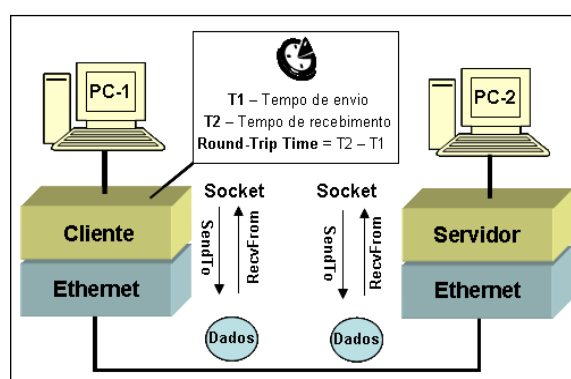 PC-1
T1 – Tempo de envio
T2 – Tempo de recebimento
Round-Trip Time = T2 – T1
PC-2
Socket
Socket
Cliente
SendTo
RecvFrom
SendTo
RecvFrom
Servidor
Ethernet
Ethernet
Dados
Dados